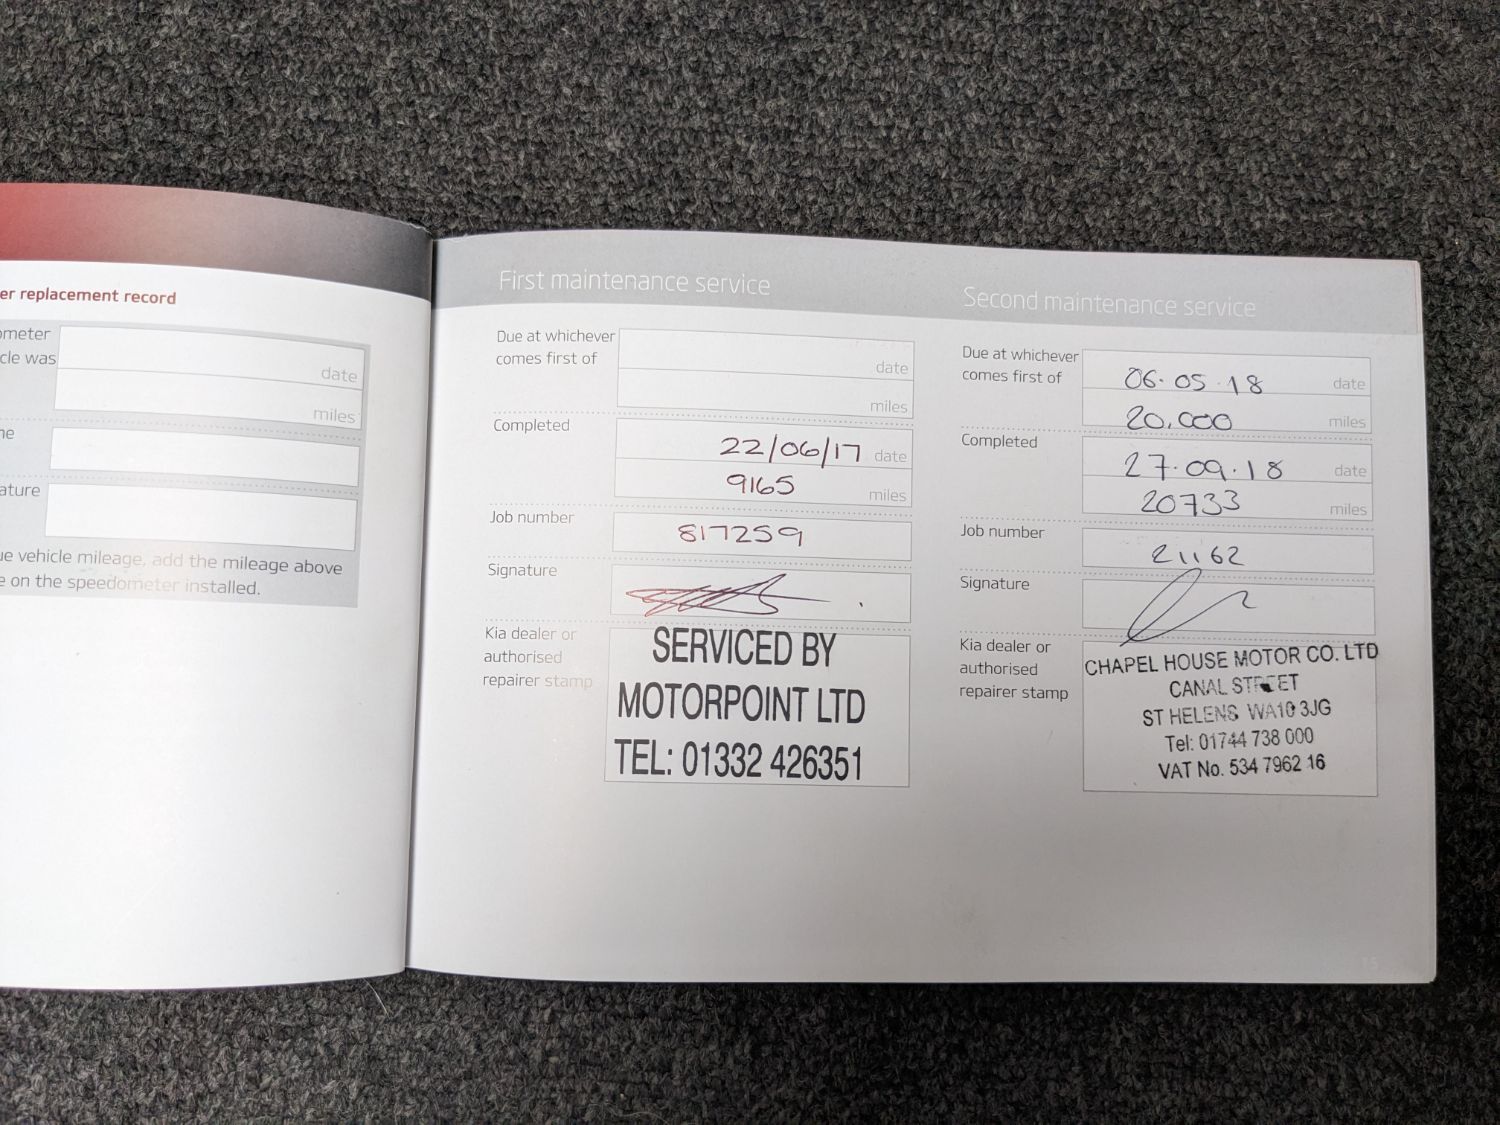 er replacement record
ometer
cle was
date
miles
me
ature
ue vehicle mileage, add the mileage above
e on the speedometer installed.
First maintenance service
Due at whichever
comes first of
date
miles
Completed
22/06/17 date
9165 miles
Job number
817259
Signature
Kia dealer or
authorised
repairer stamp
SERVICED BY
MOTORPOINT LTD
TEL: 01332 426351
Second maintenance service
Due at whichever
comes first of
06.05.18 date
20,000 miles
Completed
27.09.18 date
20733 miles
Job number
21162
Signature
Kia dealer or
authorised
repairer stamp
CHAPEL HOUSE MOTOR CO. LTD
CANAL STREET
ST HELENS WA10 3JG
Tel: 01744 738 000
VAT No. 534 7962 16
15